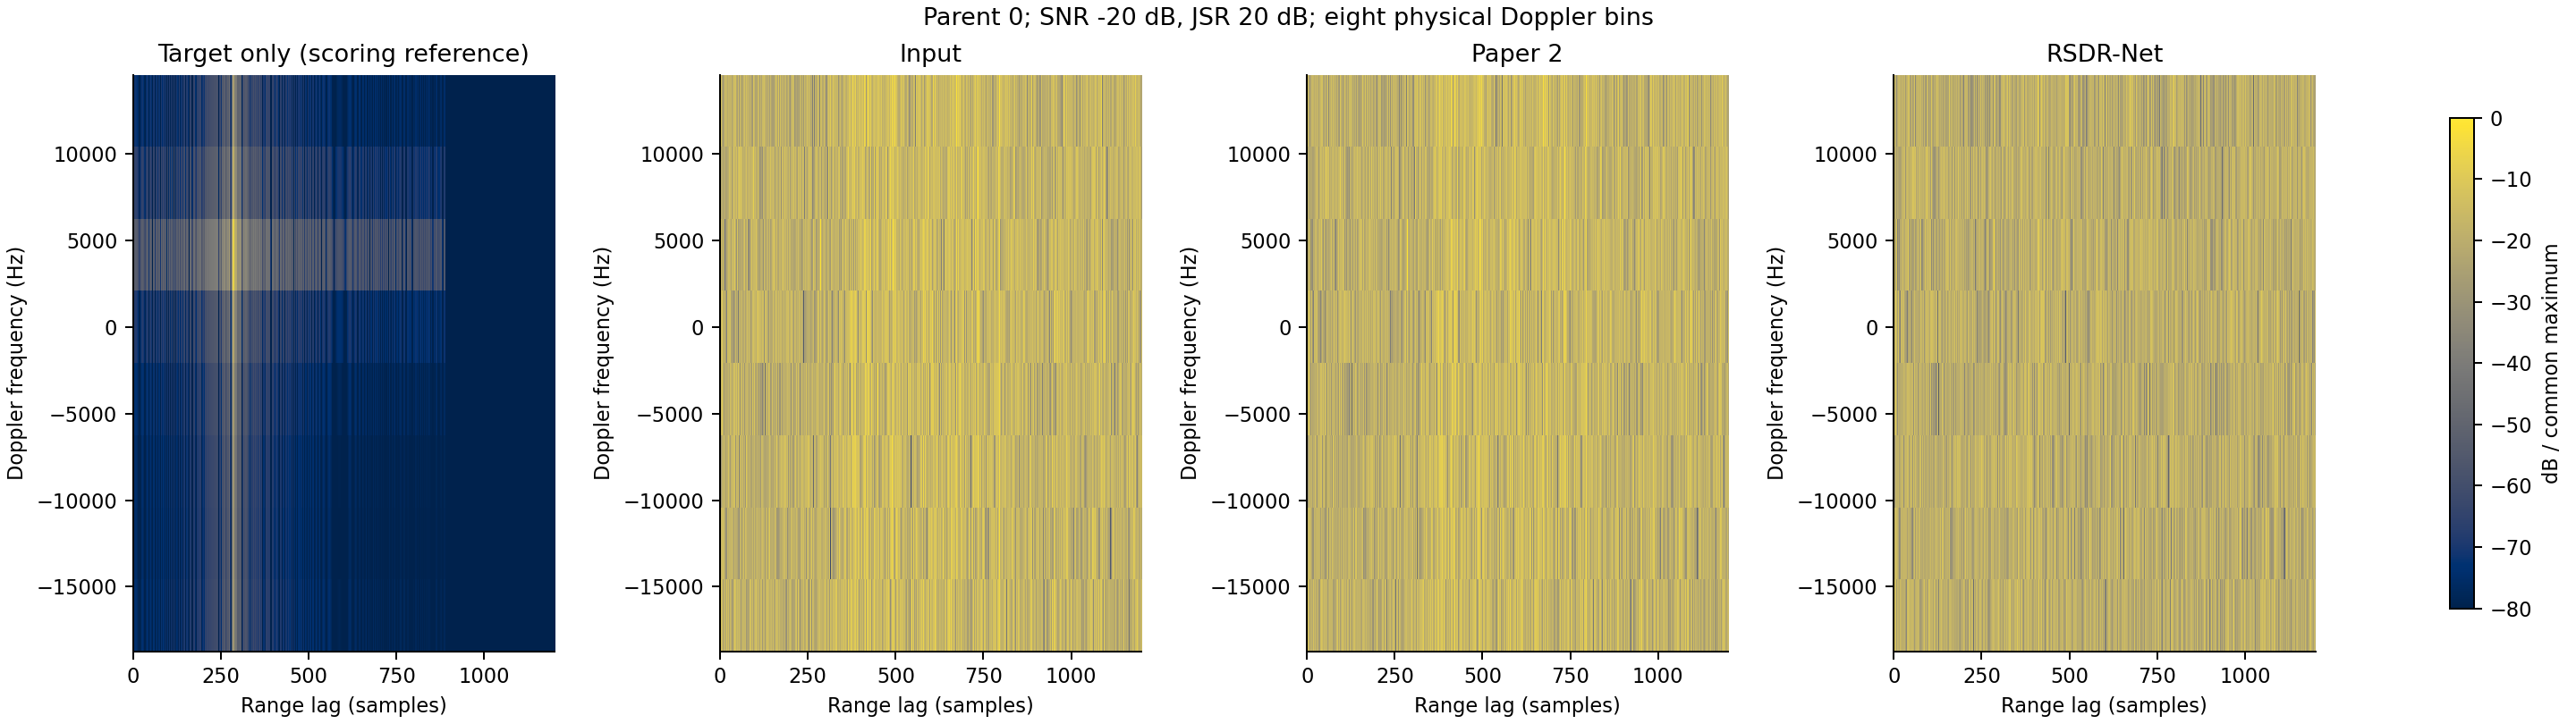 Parent 0; SNR -20 dB, JSR 20 dB; eight physical Doppler bins
Target only (scoring reference)
Doppler frequency (Hz)
10000
5000
0
−5000
−10000
−15000
0 250 500 750 1000
Range lag (samples)
Input
Doppler frequency (Hz)
10000
5000
0
−5000
−10000
−15000
0 250 500 750 1000
Range lag (samples)
Paper 2
Doppler frequency (Hz)
10000
5000
0
−5000
−10000
−15000
0 250 500 750 1000
Range lag (samples)
RSDR-Net
Doppler frequency (Hz)
10000
5000
0
−5000
−10000
−15000
0 250 500 750 1000
Range lag (samples)
0
−10
−20
−30
−40
−50
−60
−70
−80
dB / common maximum